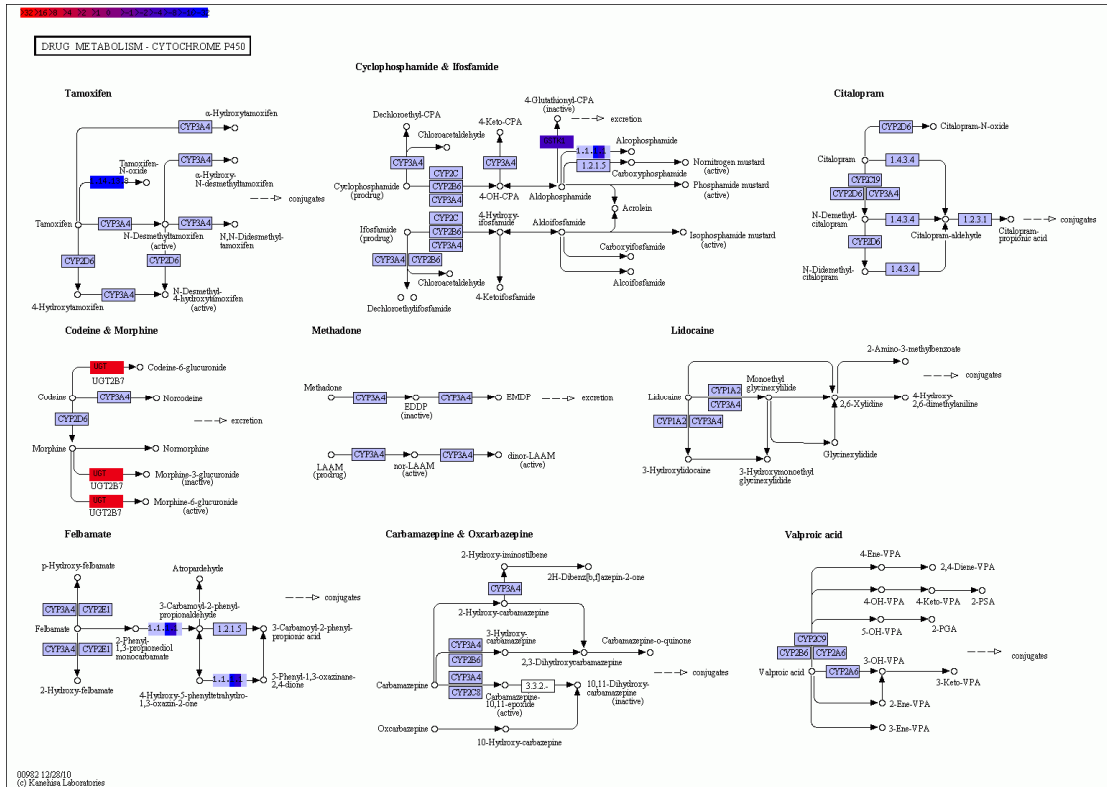 DRUG METABOLISM - CYTOCHROME P450
Tamoxifen
α-Hydroxytamoxifen
CYP3A4
Tamoxifen-
N-oxide
CYP3A4
α-Hydroxy-
N-desmethyltamoxifen
conjugates
Tamoxifen
CYP3A4
N-Desmethyltamoxifen
(active)
CYP3A4
N,N-Didesmethyl-
tamoxifen
CYP2D6
CYP2D6
4-Hydroxytamoxifen
CYP3A4
N-Desmethyl-
4-hydroxytamoxifen
(active)
Cyclophosphamide & Ifosfamide
Dechloroethyl-CPA
Chloroacetaldehyde
4-Keto-CPA
4-Glutathionyl-CPA
(inactive)
excretion
Alcophosphamide
CYP3A4
CYP2C
CYP2B6
CYP3A4
CYP3A4
1.2.1.5
Carboxyphosphamide
Nornitrogen mustard
(active)
Cyclophosphamide
(prodrug)
4-OH-CPA
Aldophosphamide
Phosphamide mustard
(active)
Acrolein
Ifosfamide
(prodrug)
CYP2C
CYP2B6
CYP3A4
4-Hydroxy-
ifosfamide
Aldoifosfamide
Isophosphamide mustard
(active)
CYP3A4
CYP2B6
Chloroacetaldehyde
Carboxyifosfamide
Alcoifosfamide
Dechloroethylifosfamide
4-Ketoifosfamide
Citalopram
CYP2D6
Citalopram-N-oxide
Citalopram
1.4.3.4
CYP2C19
CYP2D6
CYP3A4
N-Demethyl-
citalopram
1.4.3.4
Citalopram-aldehyde
1.2.3.1
Citalopram-
propionic acid
conjugates
CYP2D6
N-Didemethyl-
citalopram
1.4.3.4
Codeine & Morphine
UGT
UGT2B7
Codeine-6-glucuronide
Codeine
CYP3A4
Norcodeine
CYP2D6
excretion
Morphine
Normorphine
UGT
UGT2B7
Morphine-3-glucuronide
(inactive)
UGT
UGT2B7
Morphine-6-glucuronide
(active)
Methadone
Methadone
CYP3A4
EDDP
(inactive)
CYP3A4
EMDP
excretion
LAAM
(prodrug)
CYP3A4
nor-LAAM
(active)
CYP3A4
dinor-LAAM
(active)
Lidocaine
2-Amino-3-methylbenzoate
conjugates
Lidocaine
CYP1A2
CYP3A4
Monoethyl
glycinexylidide
2,6-Xylidine
4-Hydroxy-
2,6-dimethylaniline
CYP1A2
CYP3A4
Glycinexylidide
3-Hydroxylidocaine
3-Hydroxymonoethyl
glycinexylidide
Felbamate
p-Hydroxy-felbamate
Atropardehyde
conjugates
CYP3A4
CYP2E1
3-Carbamoyl-2-phenyl-
propionaldehyde
Felbamate
1.2.1.5
3-Carbamoyl-2-phenyl-
propionic acid
CYP3A4
CYP2E1
2-Phenyl-
1,3-propionediol
monocarbamate
2-Hydroxy-felbamate
4-Hydroxy-5-phenyltetrahydro-
1,3-oxazin-2-one
5-Phenyl-1,3-oxazinane-
2,4-dione
Carbamazepine & Oxcarbazepine
2-Hydroxy-iminostilbene
2H-Dibenz[b,f]azepin-2-one
CYP3A4
2-Hydroxy-carbamazepine
CYP3A4
CYP2B6
3-Hydroxy-
carbamazepine
2,3-Dihydroxycarbamazepine
Carbamazepine-o-quinone
conjugates
Carbamazepine
CYP3A4
CYP2C8
Carbamazepine-
10,11-epoxide
(active)
3.3.2.-
10,11-Dihydroxy-
carbamazepine
(inactive)
Oxcarbazepine
10-Hydroxy-carbazepine
Valproic acid
4-Ene-VPA
2,4-Diene-VPA
4-OH-VPA
4-Keto-VPA
2-PSA
5-OH-VPA
2-PGA
CYP2C9
CYP2B6
CYP2A6
conjugates
Valproic acid
CYP2A6
3-OH-VPA
3-Keto-VPA
2-Ene-VPA
3-Ene-VPA
00982 12/28/10
(c) Kanehisa Laboratories